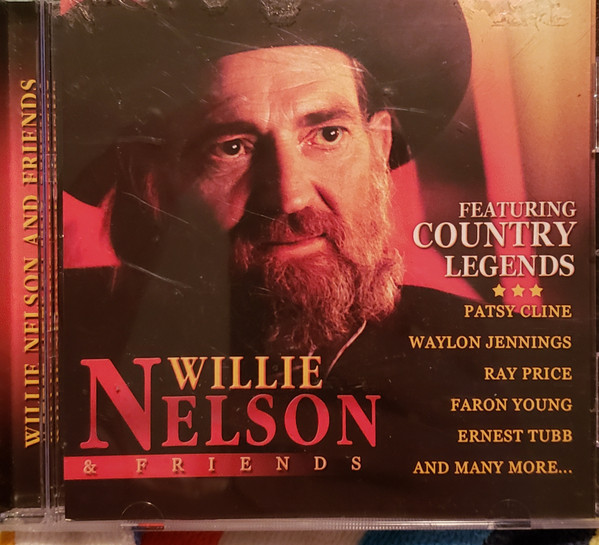 WILLIE NELSON AND FRIENDS
FEATURING
COUNTRY
LEGENDS
PATSY CLINE
WAYLON JENNINGS
RAY PRICE
FARON YOUNG
ERNEST TUBB
AND MANY MORE...
WILLIE
NELSON
& FRIENDS